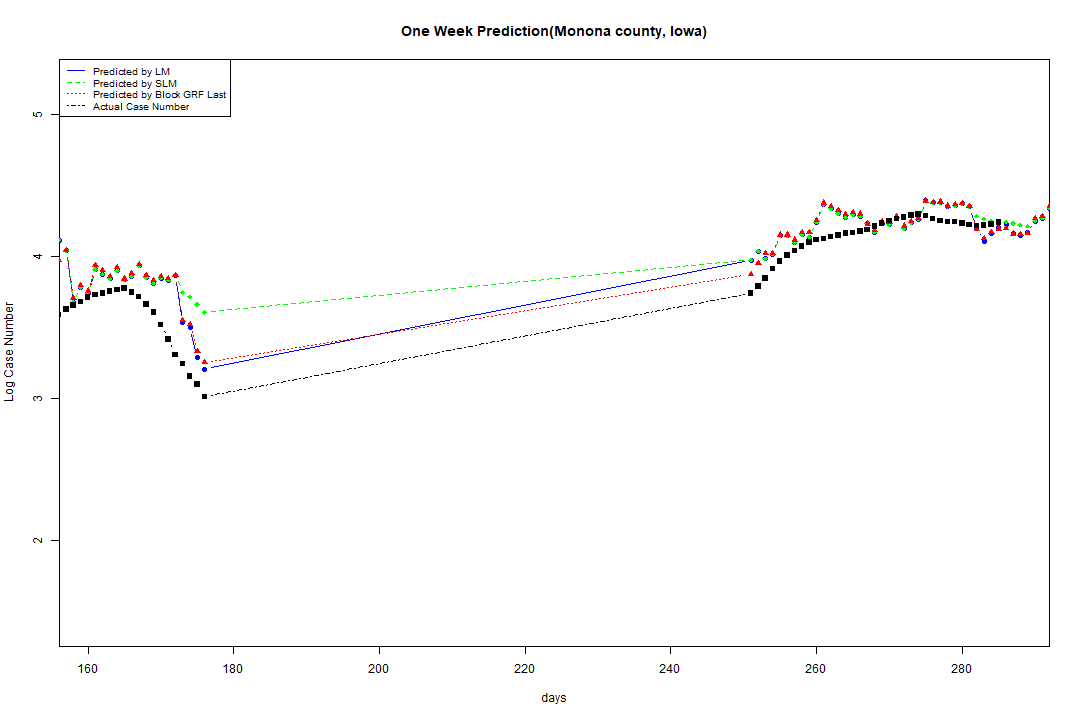 One Week Prediction(Monona county, Iowa)
Predicted by LM
Predicted by SLM
Predicted by Block GRF Last
Actual Case Number
5
4
3
2
Log Case Number
160 180 200 220 240 260 280
days